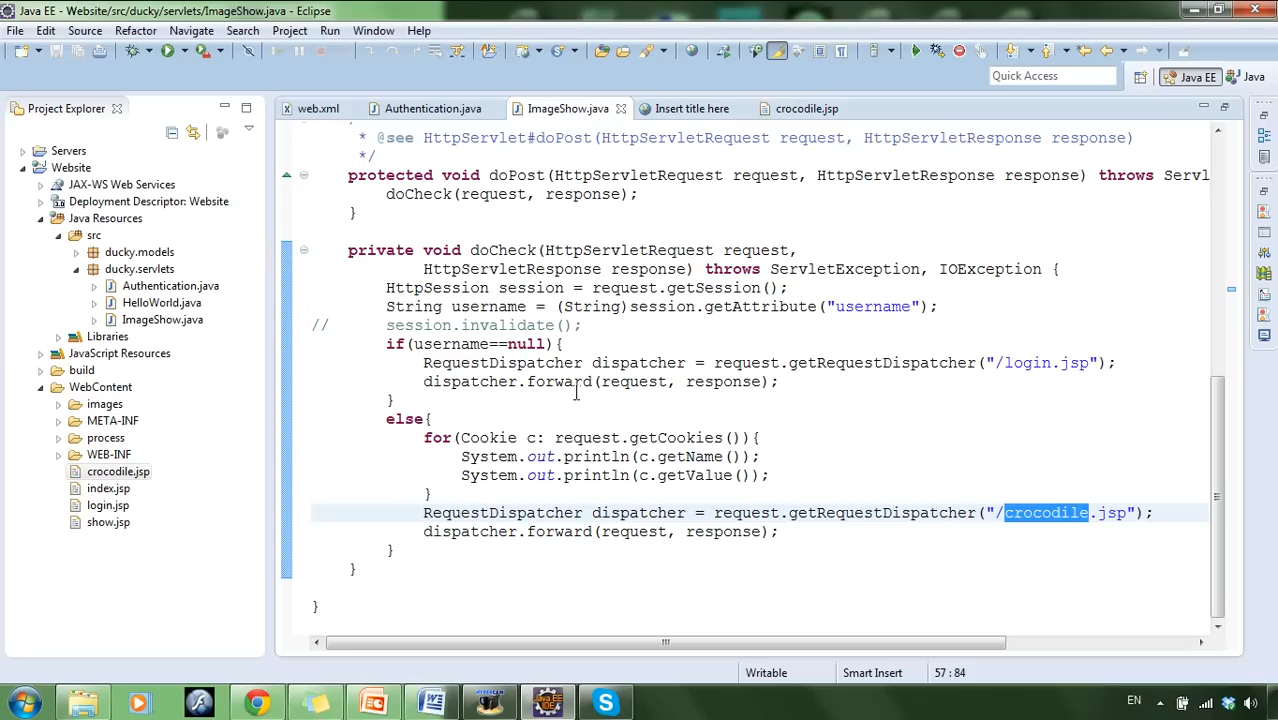 Java EE - Website/src/ducky/servlets/ImageShow.java - Eclipse
File Edit Source Refactor Navigate Search Project Run Window Help
Quick Access Java EE Java
Project Explorer
web.xml Authentication.java ImageShow.java Insert title here crocodile.jsp
Servers
Website
JAX-WS Web Services
Deployment Descriptor: Website
Java Resources
src
ducky.models
ducky.servlets
Authentication.java
HelloWorld.java
ImageShow.java
Libraries
JavaScript Resources
build
WebContent
images
META-INF
process
WEB-INF
crocodile.jsp
index.jsp
login.jsp
show.jsp
* @see HttpServlet#doPost(HttpServletRequest request, HttpServletResponse response)
*/
protected void doPost(HttpServletRequest request, HttpServletResponse response) throws Servl
doCheck(request, response);
}
private void doCheck(HttpServletRequest request,
HttpServletResponse response) throws ServletException, IOException {
HttpSession session = request.getSession();
String username = (String)session.getAttribute("username");
// session.invalidate();
if(username==null){
RequestDispatcher dispatcher = request.getRequestDispatcher("/login.jsp");
dispatcher.forward(request, response);
}
else{
for(Cookie c: request.getCookies()){
System.out.println(c.getName());
System.out.println(c.getValue());
}
RequestDispatcher dispatcher = request.getRequestDispatcher("/crocodile.jsp");
dispatcher.forward(request, response);
}
}
}
Writable Smart Insert 57 : 84
EN